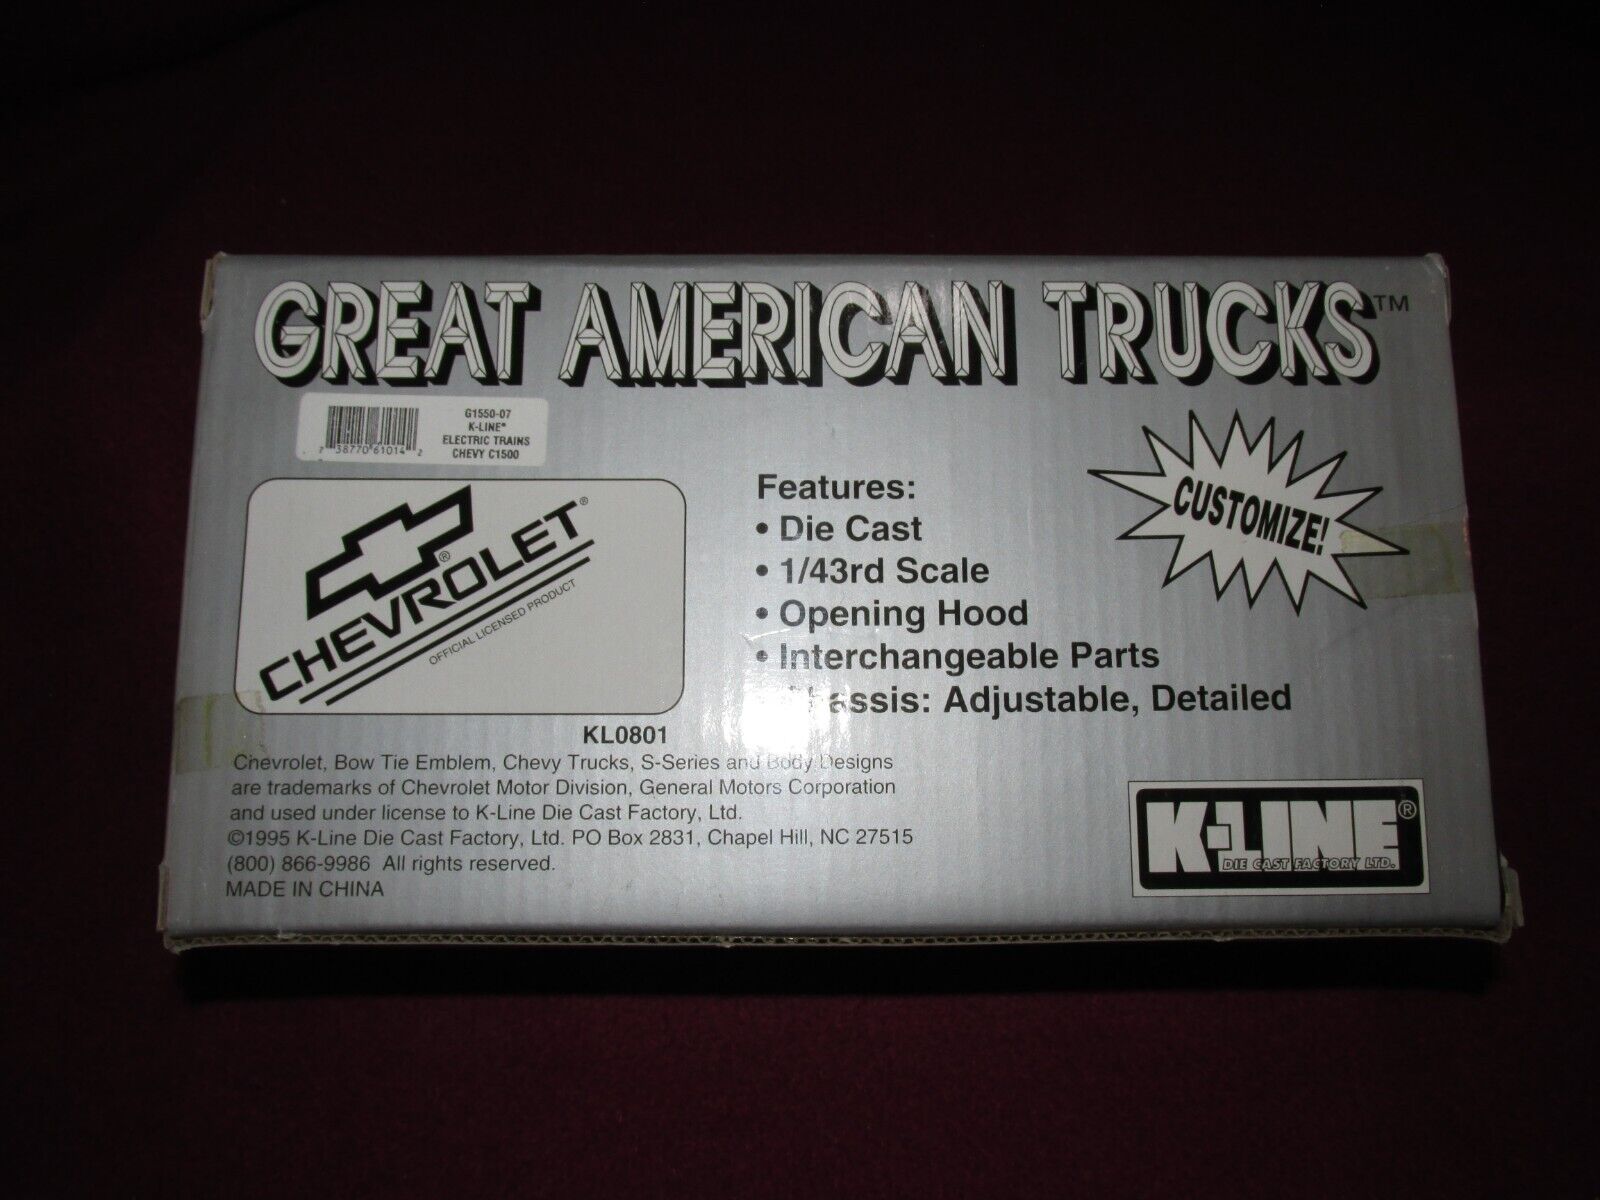 GREAT AMERICAN TRUCKS™
G1550-07
K-LINE®
ELECTRIC TRAINS
CHEVY C1500
7 38770 61014 2
CHEVROLET®
®
OFFICIAL LICENSED PRODUCT
Features:
• Die Cast
• 1/43rd Scale
• Opening Hood
• Interchangeable Parts
Chassis: Adjustable, Detailed
CUSTOMIZE!
KL0801
Chevrolet, Bow Tie Emblem, Chevy Trucks, S-Series and Body Designs
are trademarks of Chevrolet Motor Division, General Motors Corporation
and used under license to K-Line Die Cast Factory, Ltd.
©1995 K-Line Die Cast Factory, Ltd. PO Box 2831, Chapel Hill, NC 27515
(800) 866-9986 All rights reserved.
MADE IN CHINA
K-LINE®
DIE CAST FACTORY LTD.